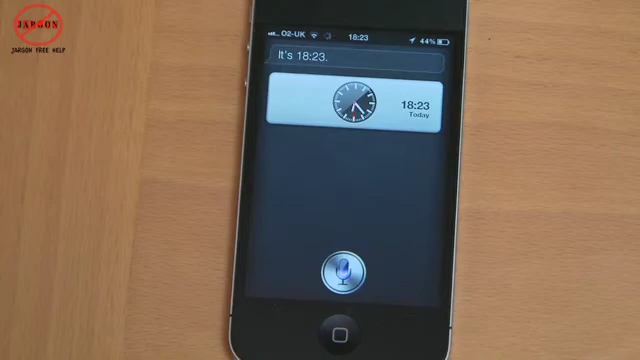 JARGON
JARGON FREE HELP
O2-UK 18:23 44%
It's 18:23.
18:23
Today